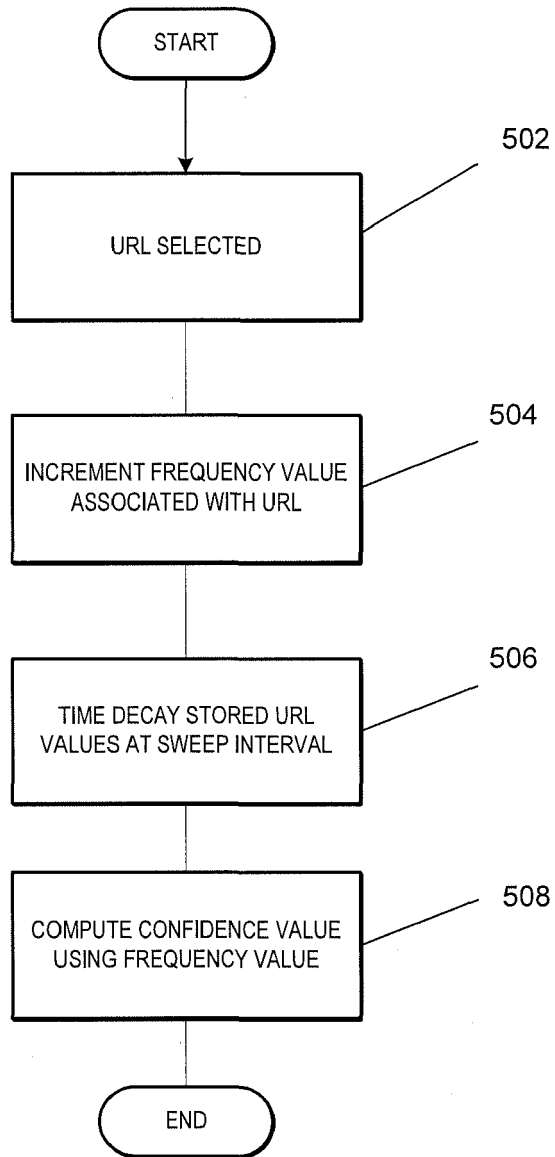 START
502
URL SELECTED
504
INCREMENT FREQUENCY VALUE
ASSOCIATED WITH URL
506
TIME DECAY STORED URL
VALUES AT SWEEP INTERVAL
508
COMPUTE CONFIDENCE VALUE
USING FREQUENCY VALUE
END